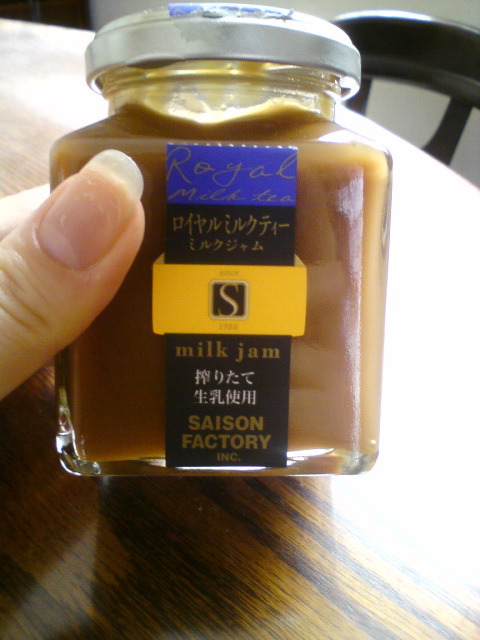 Royal
Milk tea
ロイヤルミルクティー
ミルクジャム
since
S
1989
milk jam
搾りたて
生乳使用
SAISON
FACTORY
INC.